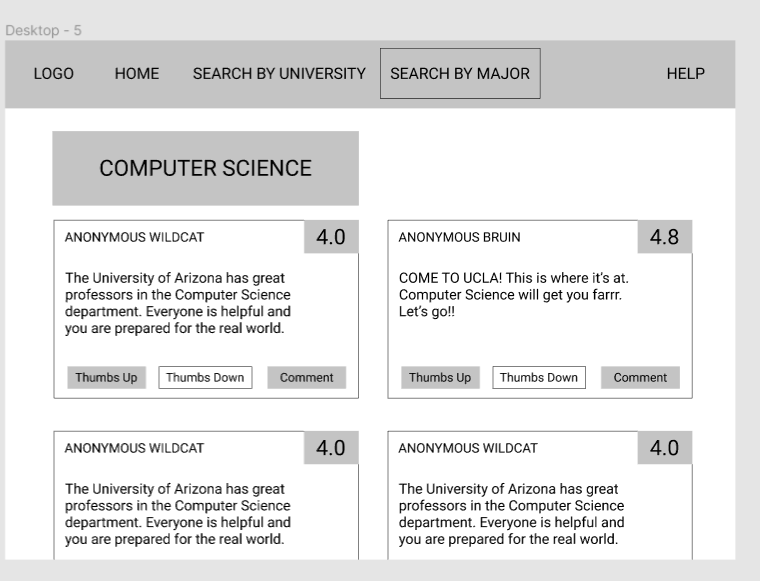 Desktop - 5
LOGO HOME SEARCH BY UNIVERSITY SEARCH BY MAJOR HELP
COMPUTER SCIENCE
ANONYMOUS WILDCAT 4.0
The University of Arizona has great
professors in the Computer Science
department. Everyone is helpful and
you are prepared for the real world.
Thumbs Up Thumbs Down Comment
ANONYMOUS BRUIN 4.8
COME TO UCLA! This is where it’s at.
Computer Science will get you farrr.
Let’s go!!
Thumbs Up Thumbs Down Comment
ANONYMOUS WILDCAT 4.0
The University of Arizona has great
professors in the Computer Science
department. Everyone is helpful and
you are prepared for the real world.
ANONYMOUS WILDCAT 4.0
The University of Arizona has great
professors in the Computer Science
department. Everyone is helpful and
you are prepared for the real world.